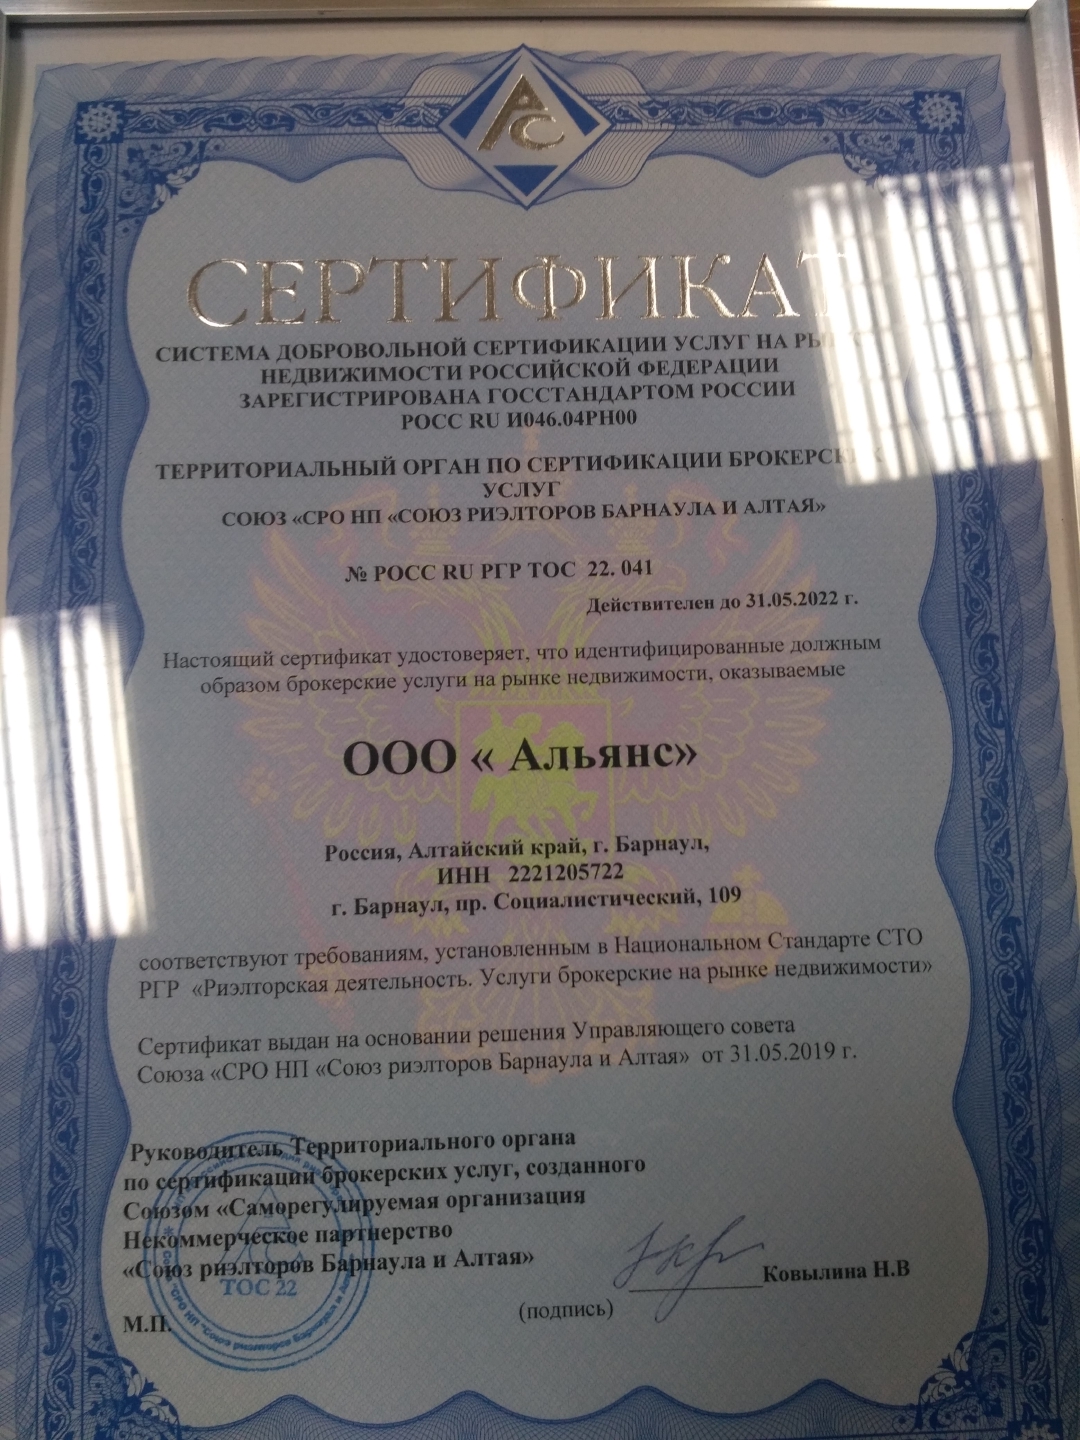 АС
СЕРТИФИКАТ
СИСТЕМА ДОБРОВОЛЬНОЙ СЕРТИФИКАЦИИ УСЛУГ НА
НЕДВИЖИМОСТИ РОССИЙСКОЙ ФЕДЕРАЦИИ
ЗАРЕГИСТРИРОВАНА ГОССТАНДАРТОМ РОССИИ
РОСС RU И046.04РН00
ТЕРРИТОРИАЛЬНЫЙ ОРГАН ПО СЕРТИФИКАЦИИ БРОКЕРСКИХ
УСЛУГ
СОЮЗ «СРО НП «СОЮЗ РИЭЛТОРОВ БАРНАУЛА И АЛТАЯ»
№ РОСС RU РГР ТОС 22. 041
Действителен до 31.05.2022 г.
Настоящий сертификат удостоверяет, что идентифицированные должным
образом брокерские услуги на рынке недвижимости, оказываемые
ООО « Альянс»
Россия, Алтайский край, г. Барнаул,
ИНН 2221205722
г. Барнаул, пр. Социалистический, 109
соответствуют требованиям, установленным в Национальном Стандарте СТО
РГР «Риэлторская деятельность. Услуги брокерские на рынке недвижимости»
Сертификат выдан на основании решения Управляющего совета
Союза «СРО НП «Союз риэлторов Барнаула и Алтая» от 31.05.2019 г.
Руководитель Территориального органа
по сертификации брокерских услуг, созданного
Союзом «Саморегулируемая организация
Некоммерческое партнерство
«Союз риэлторов Барнаула и Алтая»
ТОС 22
Ковылина Н.В
(подпись)
М.П.